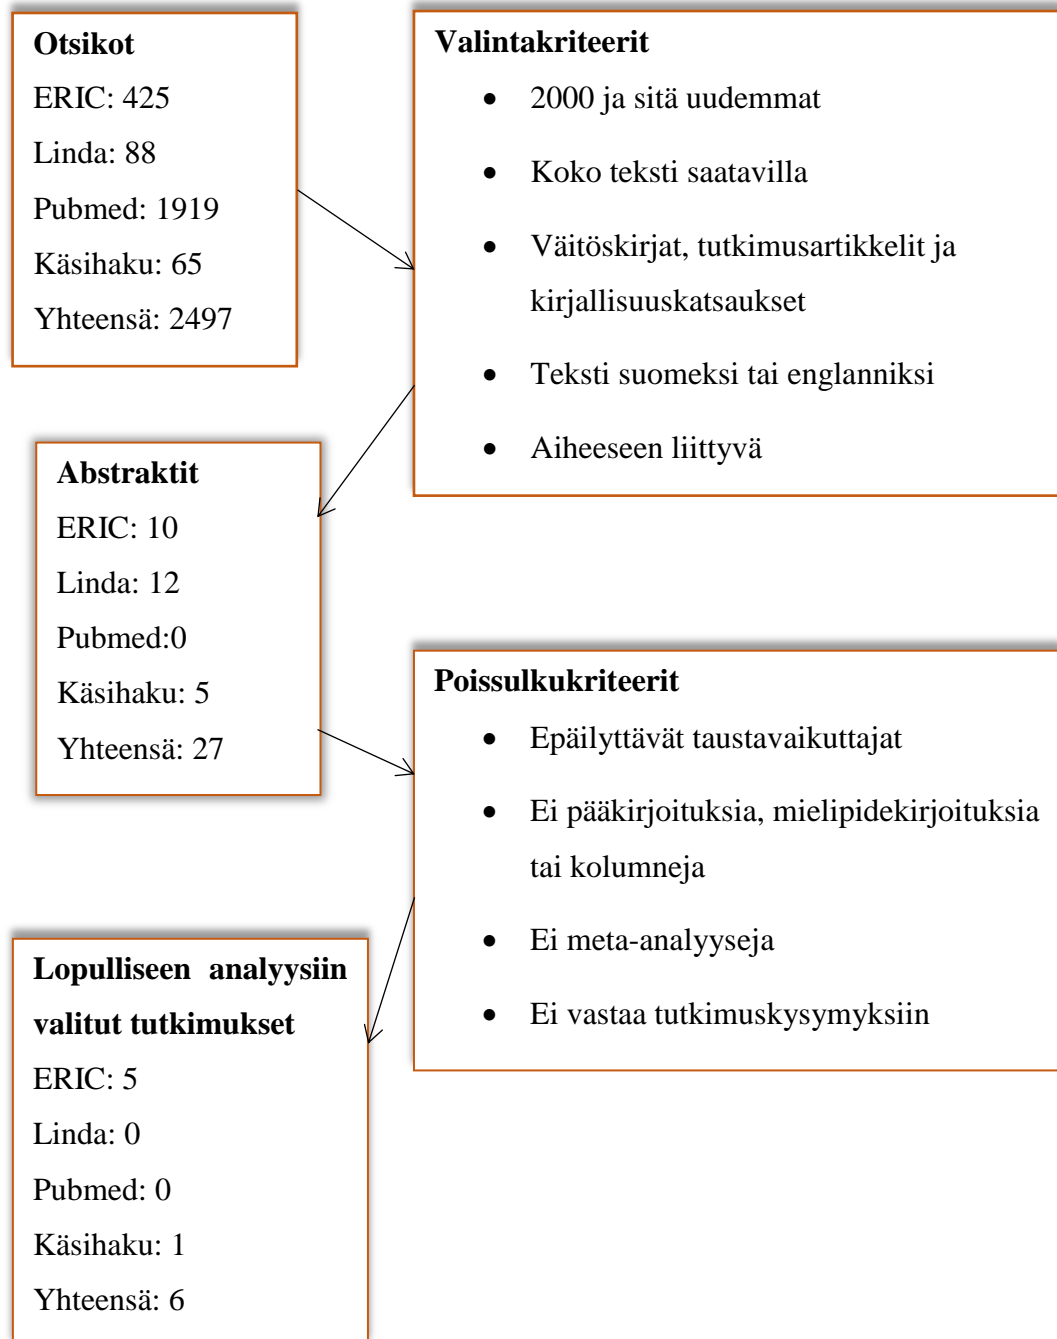 Otsikot
ERIC: 425
Linda: 88
Pubmed: 1919
Käsihaku: 65
Yhteensä: 2497
Valintakriteerit
• 2000 ja sitä uudemmat
• Koko teksti saatavilla
• Väitöskirjat, tutkimusartikkelit ja
kirjallisuuskatsaukset
• Teksti suomeksi tai englanniksi
• Aiheeseen liittyvä
Abstraktit
ERIC: 10
Linda: 12
Pubmed:0
Käsihaku: 5
Yhteensä: 27
Poissulkukriteerit
• Epäilyttävät taustavaikuttajat
• Ei pääkirjoituksia, mielipidekirjoituksia
tai kolumneja
• Ei meta-analyyseja
• Ei vastaa tutkimuskysymyksiin
Lopulliseen analyysiin
valitut tutkimukset
ERIC: 5
Linda: 0
Pubmed: 0
Käsihaku: 1
Yhteensä: 6